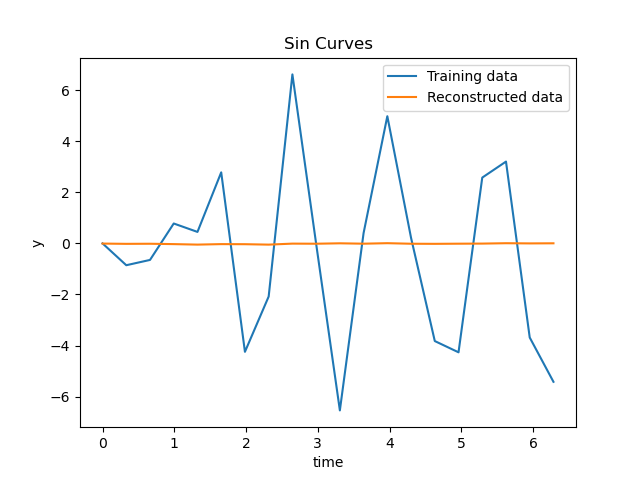 Sin Curves
Training data
Reconstructed data
6
4
2
0
−2
−4
−6
y
0 1 2 3 4 5 6
time